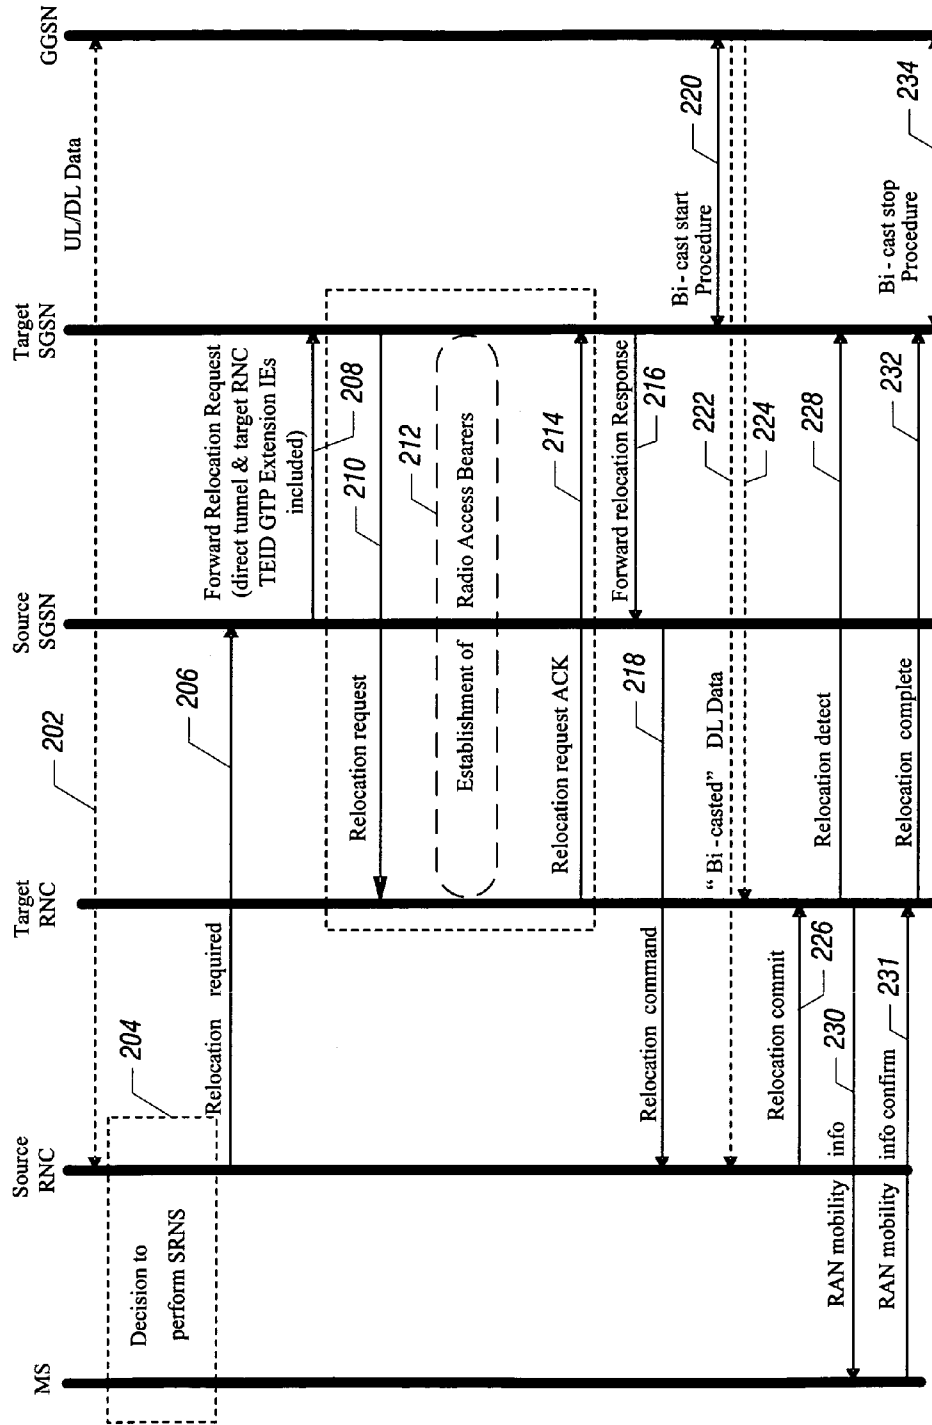 MS
Source
RNC
Target
RNC
Source
SGSN
Target
SGSN
GGSN
UL/DL Data
202
Decision to
perform SRNS
204
Relocation required
206
Forward Relocation Request
(direct tunnel & target RNC
TEID GTP Extension IEs
included)
208
Relocation request
210
Establishment of Radio Access Bearers
212
Relocation request ACK
214
Forward relocation Response
216
Relocation command
218
Bi - cast start
Procedure
220
“ Bi -casted” DL Data
222
224
Relocation commit
226
Relocation detect
228
RAN mobility info
230
RAN mobility info confirm
231
Relocation complete
232
Bi - cast stop
Procedure
234